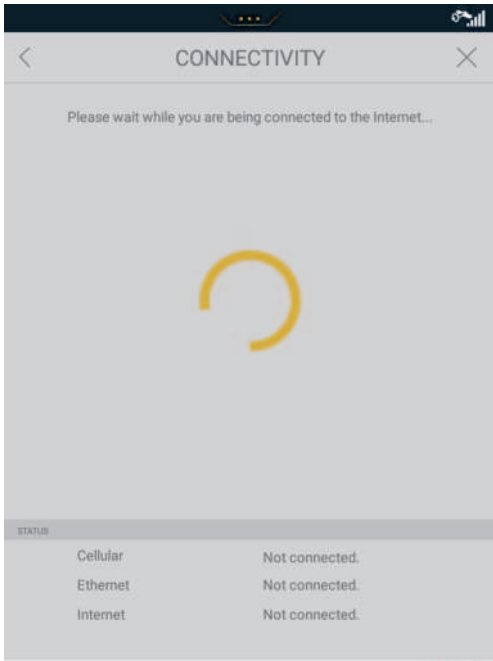 CONNECTIVITY
Please wait while you are being connected to the Internet...
STATUS
Cellular Not connected.
Ethernet Not connected.
Internet Not connected.